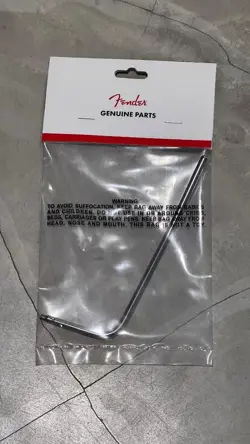 Fender
GENUINE PARTS
WARNING:
TO AVOID SUFFOCATION, KEEP BAG AWAY FROM BABIES
AND CHILDREN. DO NOT USE IN OR AROUND CRIBS,
BEDS, CARRIAGES OR PLAY PENS. KEEP BAG AWAY FROM
HEAD, NOSE AND MOUTH. THIS BAG IS NOT A TOY.